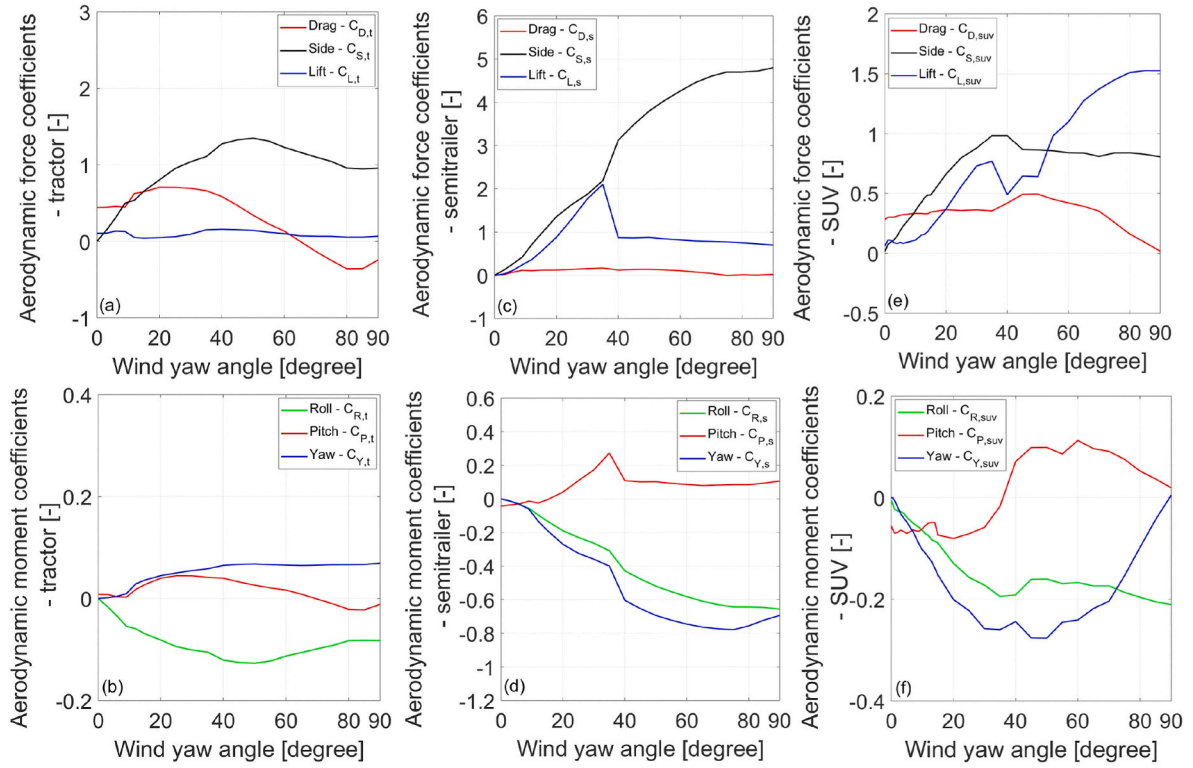 Aerodynamic force coefficients
- tractor [-]
3
2
1
0
-1
Drag - C_D,t
Side - C_S,t
Lift - C_L,t
(a)
0
20
40
60
80 90
Wind yaw angle [degree]
Aerodynamic force coefficients
- semitrailer [-]
6
5
4
3
2
1
0
-1
Drag - C_D,s
Side - C_S,s
Lift - C_L,s
(c)
0
20
40
60
80 90
Wind yaw angle [degree]
Aerodynamic force coefficients
- SUV [-]
2
1.5
1
0.5
0
-0.5
Drag - C_D,suv
Side - C_S,suv
Lift - C_L,suv
(e)
0
20
40
60
80 90
Wind yaw angle [degree]
Aerodynamic moment coefficients
- tractor [-]
0.4
0.2
0
-0.2
Roll - C_R,t
Pitch - C_P,t
Yaw - C_Y,t
(b)
0
20
40
60
80 90
Wind yaw angle [degree]
Aerodynamic moment coefficients
- semitrailer [-]
0.6
0.4
0.2
0
-0.2
-0.4
-0.6
-0.8
-1
-1.2
Roll - C_R,s
Pitch - C_P,s
Yaw - C_Y,s
(d)
0
20
40
60
80 90
Wind yaw angle [degree]
Aerodynamic moment coefficients
- SUV [-]
0.2
0
-0.2
-0.4
Roll - C_R,suv
Pitch - C_P,suv
Yaw - C_Y,suv
(f)
0
20
40
60
80 90
Wind yaw angle [degree]